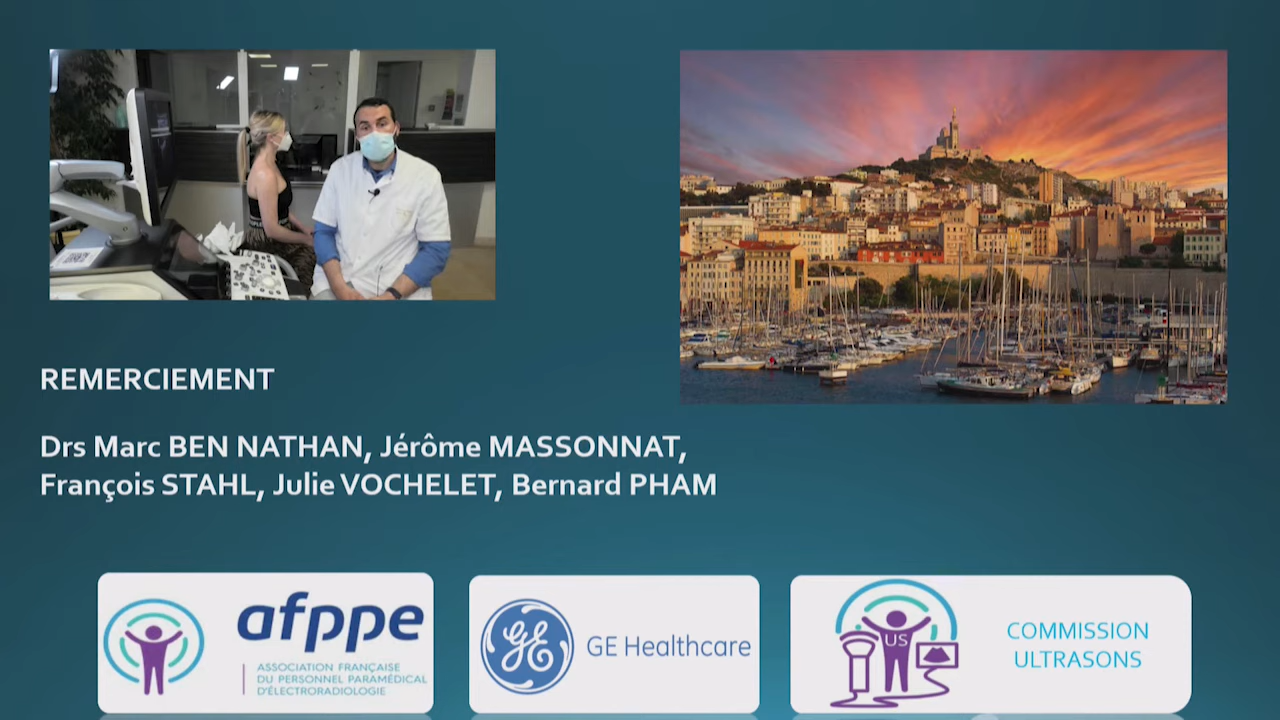 REMERCIEMENT
Drs Marc BEN NATHAN, Jérôme MASSONNAT,
François STAHL, Julie VOCHELET, Bernard PHAM
afppe
ASSOCIATION FRANÇAISE
DU PERSONNEL PARAMÉDICAL
D'ÉLECTRORADIOLOGIE
GE
GE Healthcare
US
COMMISSION
ULTRASONS